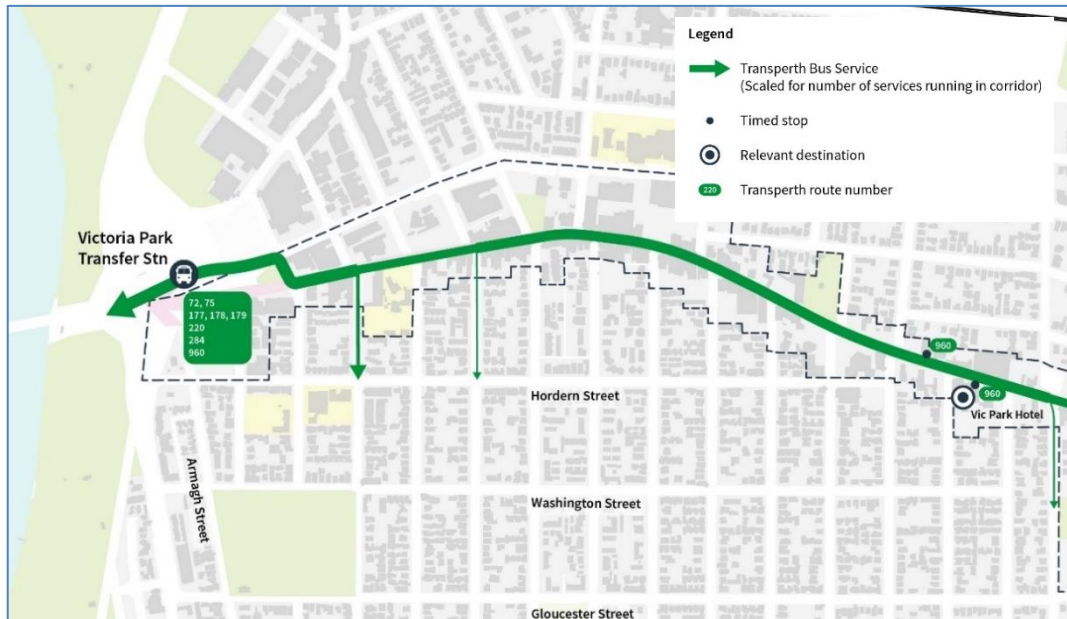 Legend
Transperth Bus Service
(Scaled for number of services running in corridor)
Timed stop
Relevant destination
220
Transperth route number
Victoria Park
Transfer Stn
72, 75
177, 178, 179
220
284
960
960
960
Vic Park Hotel
Hordern Street
Armagh Street
Washington Street
Gloucester Street